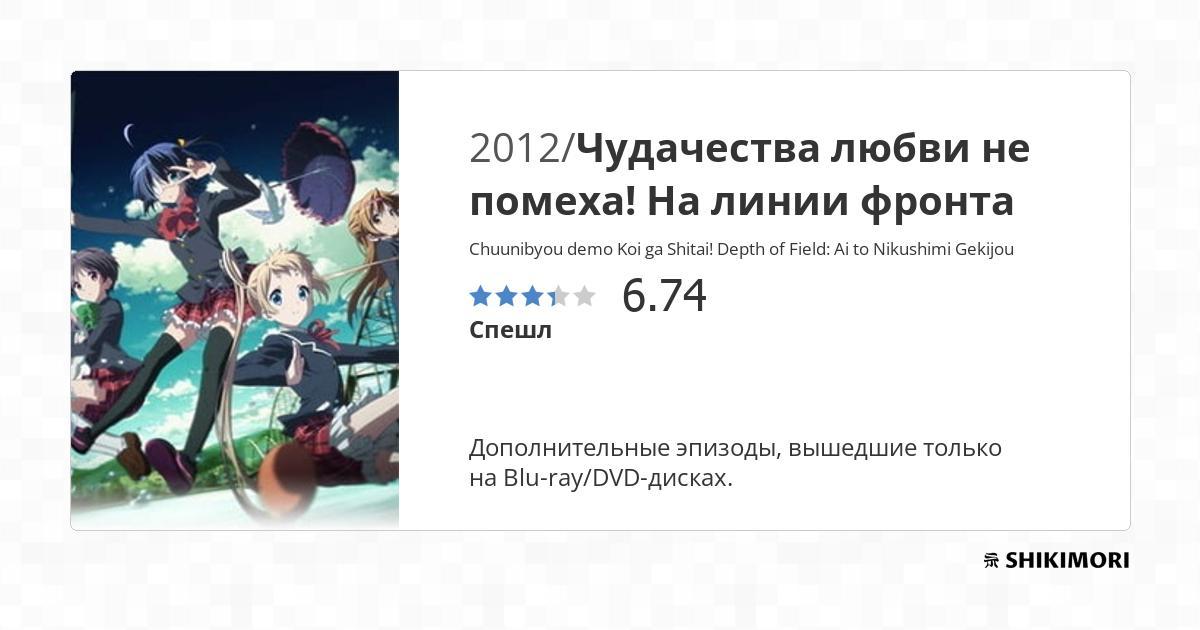 2012/Чудачества любви не
помеха! На линии фронта
Chuunibyou demo Koi ga Shitai! Depth of Field: Ai to Nikushimi Gekijou
6.74
Спешл
Дополнительные эпизоды, вышедшие только
на Blu-ray/DVD-дисках.
SHIKIMORI